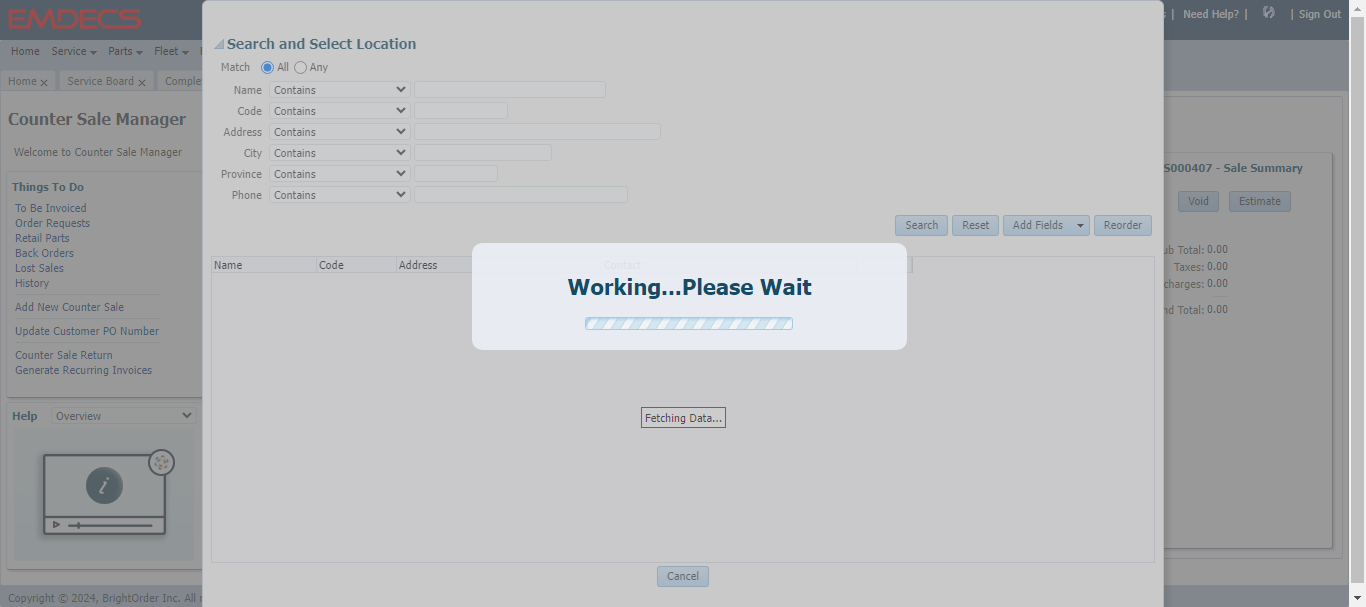 EMDECS
Need Help? |
| Sign Out
Home Service Parts Fleet
Home x Service Board x Comple
Counter Sale Manager
Welcome to Counter Sale Manager
Things To Do
To Be Invoiced
Order Requests
Retail Parts
Back Orders
Lost Sales
History
Add New Counter Sale
Update Customer PO Number
Counter Sale Return
Generate Recurring Invoices
Help Overview
i
Copyright © 2024, BrightOrder Inc. All
Search and Select Location
Match All Any
Name Contains
Code Contains
Address Contains
City Contains
Province Contains
Phone Contains
Search Reset Add Fields Reorder
Name Code Address Contact
Working...Please Wait
Fetching Data...
Cancel
S000407 - Sale Summary
Void Estimate
ub Total: 0.00
Taxes: 0.00
charges: 0.00
nd Total: 0.00